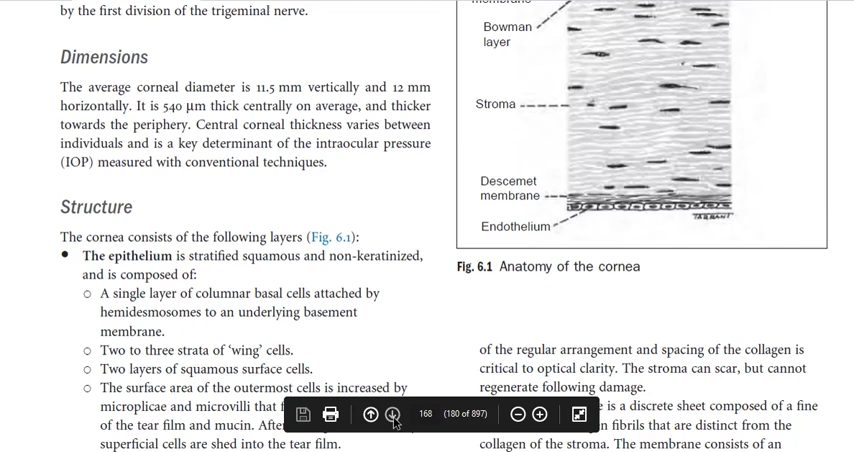 by the first division of the trigeminal nerve.
Dimensions
The average corneal diameter is 11.5 mm vertically and 12 mm
horizontally. It is 540 μm thick centrally on average, and thicker
towards the periphery. Central corneal thickness varies between
individuals and is a key determinant of the intraocular pressure
(IOP) measured with conventional techniques.
Structure
The cornea consists of the following layers (Fig. 6.1):
• The epithelium is stratified squamous and non-keratinized,
and is composed of:
○ A single layer of columnar basal cells attached by
hemidesmosomes to an underlying basement
membrane.
○ Two to three strata of ‘wing’ cells.
○ Two layers of squamous surface cells.
○ The surface area of the outermost cells is increased by
microplicae and microvilli that
of the tear film and mucin. After
superficial cells are shed into the tear film.
membrane
Bowman
layer
Stroma
Descemet
membrane
Endothelium
TARRANT
Fig. 6.1 Anatomy of the cornea
of the regular arrangement and spacing of the collagen is
critical to optical clarity. The stroma can scar, but cannot
regenerate following damage.
is a discrete sheet composed of a fine
fibrils that are distinct from the
collagen of the stroma. The membrane consists of an
168 (180 of 897)